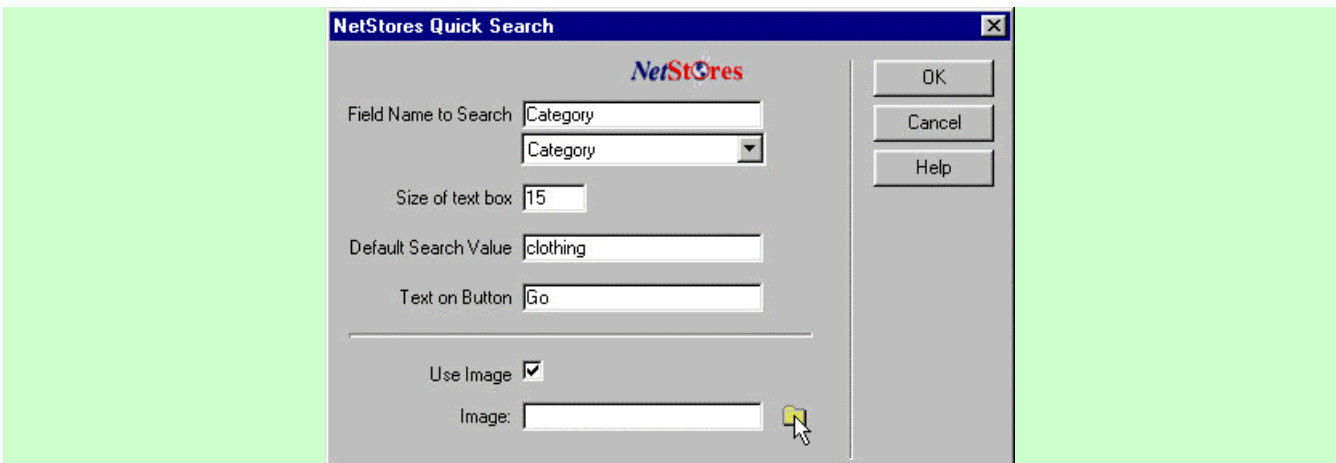 NetStores Quick Search
NetStores
OK
Field Name to Search Category
Cancel
Category
Help
Size of text box 15
Default Search Value clothing
Text on Button Go
Use Image
Image: